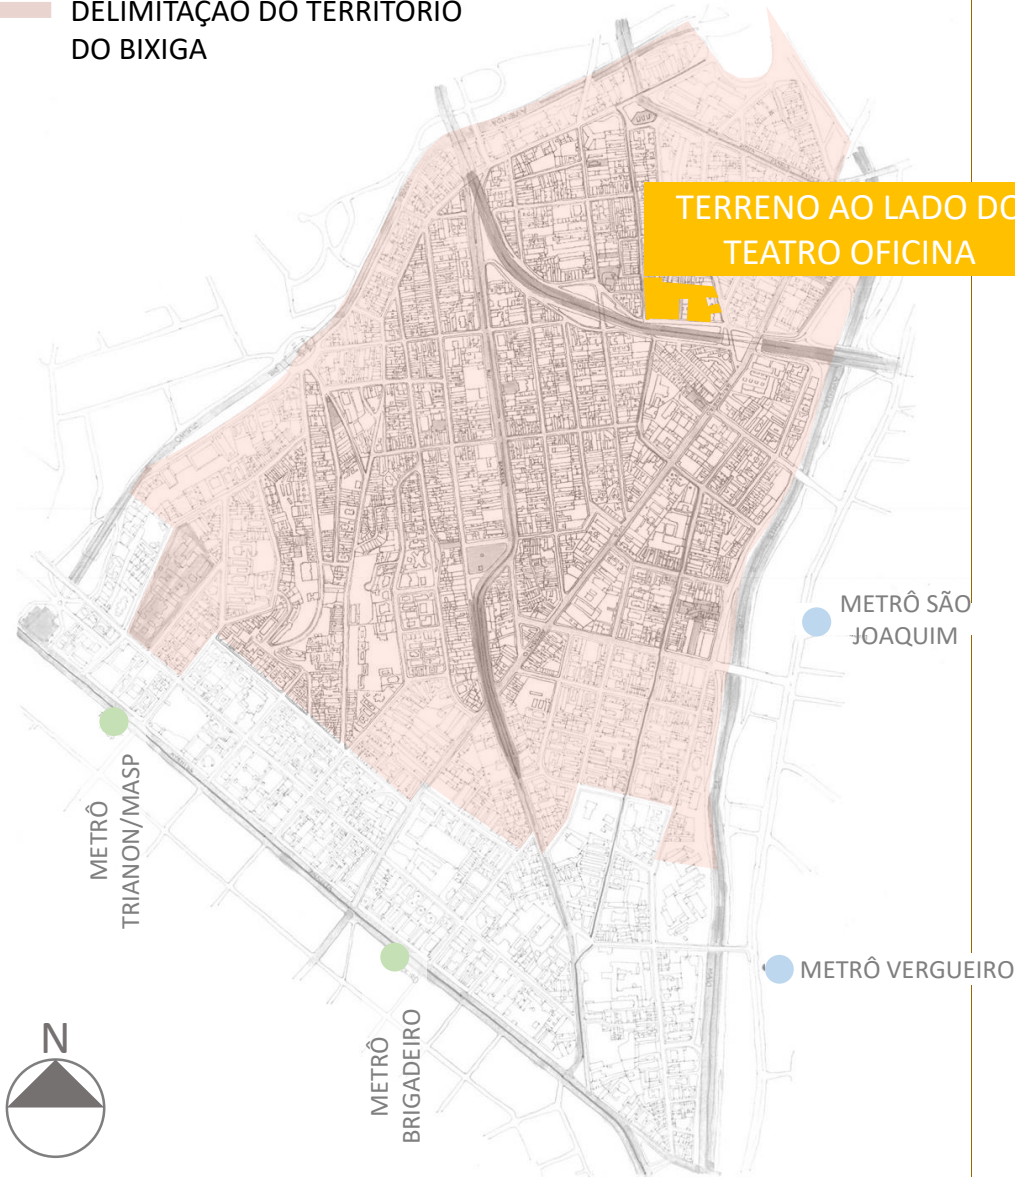 DELIMITAÇÃO DO TERRITÓRIO
DO BIXIGA
TERRENO AO LADO DO
TEATRO OFICINA
METRÔ SÃO
JOAQUIM
METRÔ
TRIANON/MASP
METRÔ VERGUEIRO
METRÔ
BRIGADEIRO
N